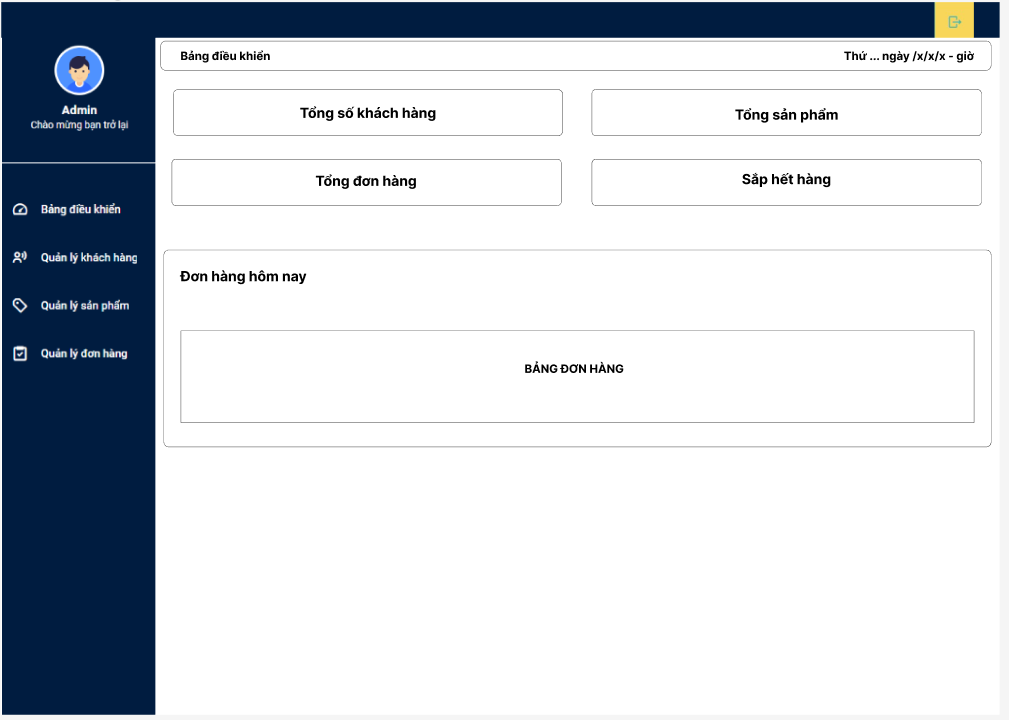 Bảng điều khiển
Thứ ... ngày /x/x/x - giờ
Admin
Chào mừng bạn trở lại
Bảng điều khiển
Quản lý khách hàng
Quản lý sản phẩm
Quản lý đơn hàng
Tổng số khách hàng
Tổng sản phẩm
Tổng đơn hàng
Sắp hết hàng
Đơn hàng hôm nay
BẢNG ĐƠN HÀNG